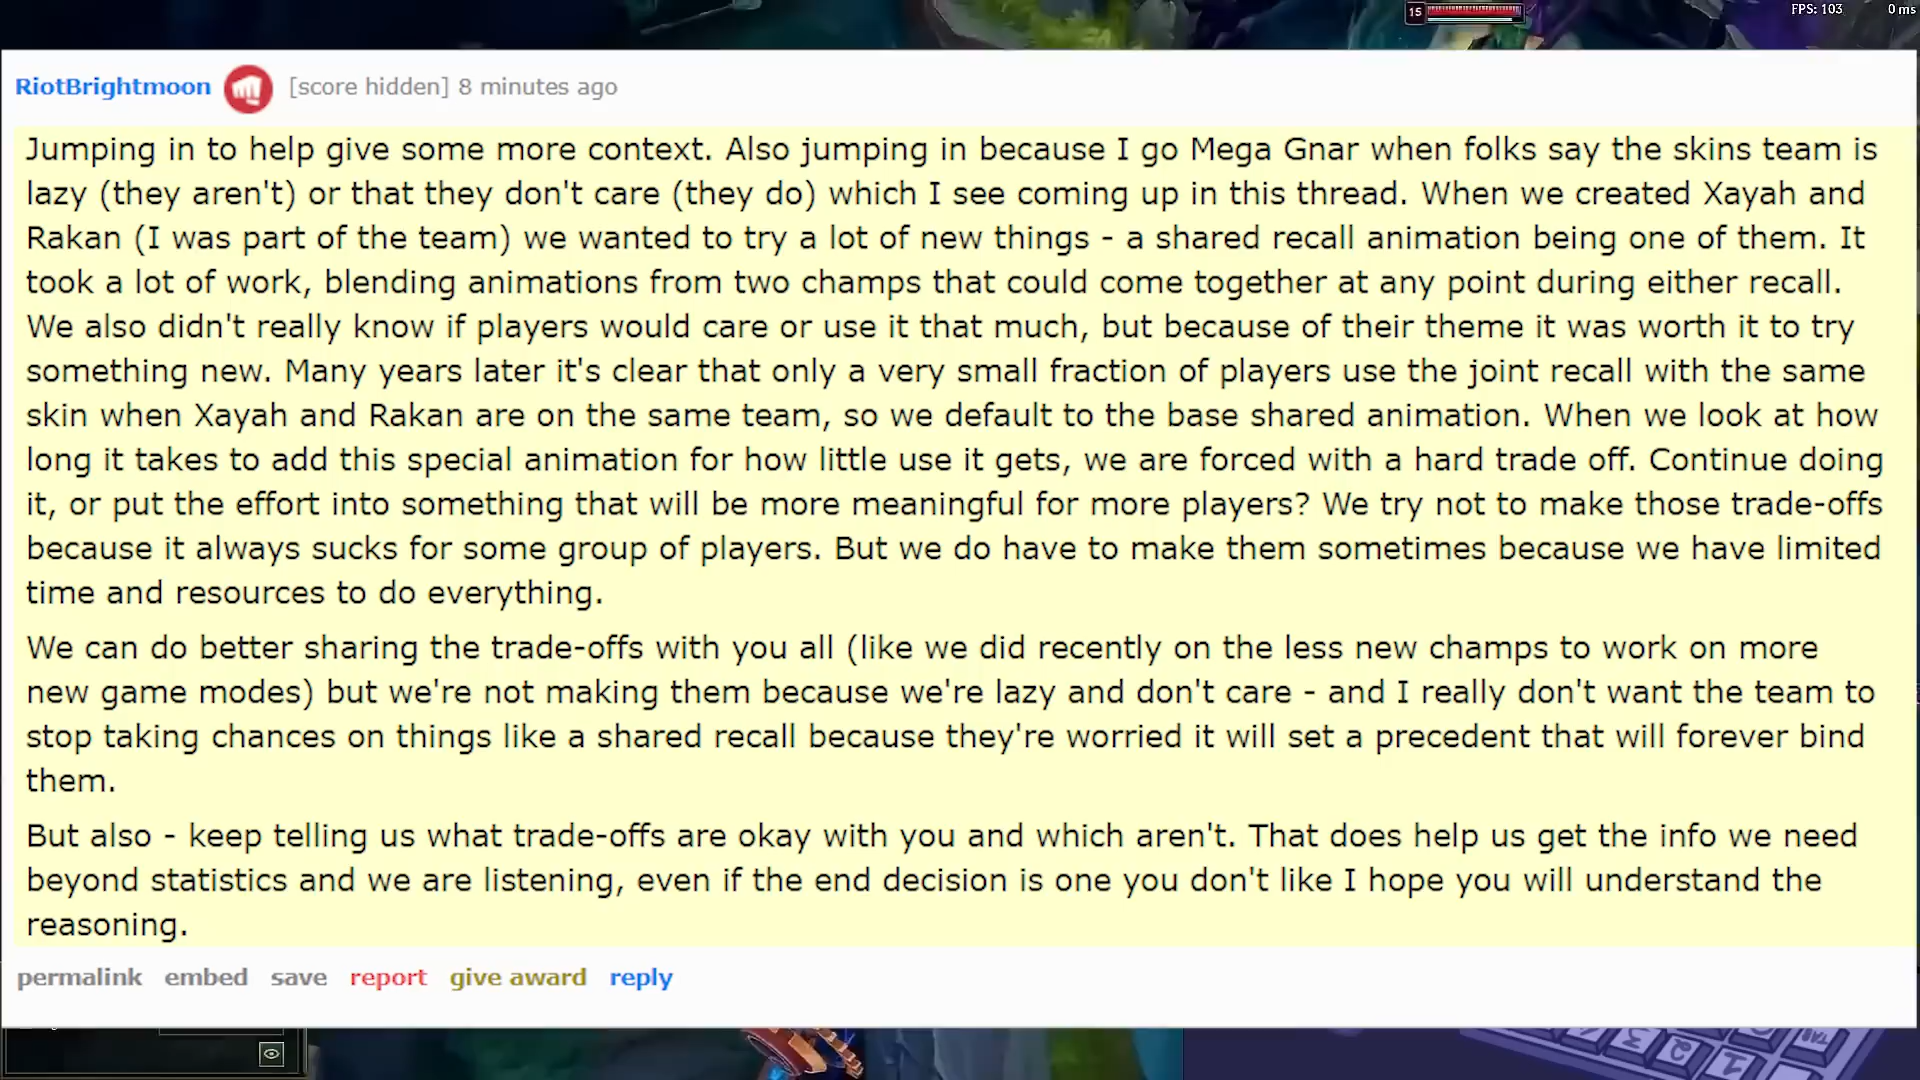 15
FPS: 103 0 ms
RiotBrightmoon [score hidden] 8 minutes ago
Jumping in to help give some more context. Also jumping in because I go Mega Gnar when folks say the skins team is
lazy (they aren't) or that they don't care (they do) which I see coming up in this thread. When we created Xayah and
Rakan (I was part of the team) we wanted to try a lot of new things - a shared recall animation being one of them. It
took a lot of work, blending animations from two champs that could come together at any point during either recall.
We also didn't really know if players would care or use it that much, but because of their theme it was worth it to try
something new. Many years later it's clear that only a very small fraction of players use the joint recall with the same
skin when Xayah and Rakan are on the same team, so we default to the base shared animation. When we look at how
long it takes to add this special animation for how little use it gets, we are forced with a hard trade off. Continue doing
it, or put the effort into something that will be more meaningful for more players? We try not to make those trade-offs
because it always sucks for some group of players. But we do have to make them sometimes because we have limited
time and resources to do everything.
We can do better sharing the trade-offs with you all (like we did recently on the less new champs to work on more
new game modes) but we're not making them because we're lazy and don't care - and I really don't want the team to
stop taking chances on things like a shared recall because they're worried it will set a precedent that will forever bind
them.
But also - keep telling us what trade-offs are okay with you and which aren't. That does help us get the info we need
beyond statistics and we are listening, even if the end decision is one you don't like I hope you will understand the
reasoning.
permalink embed save report give award reply